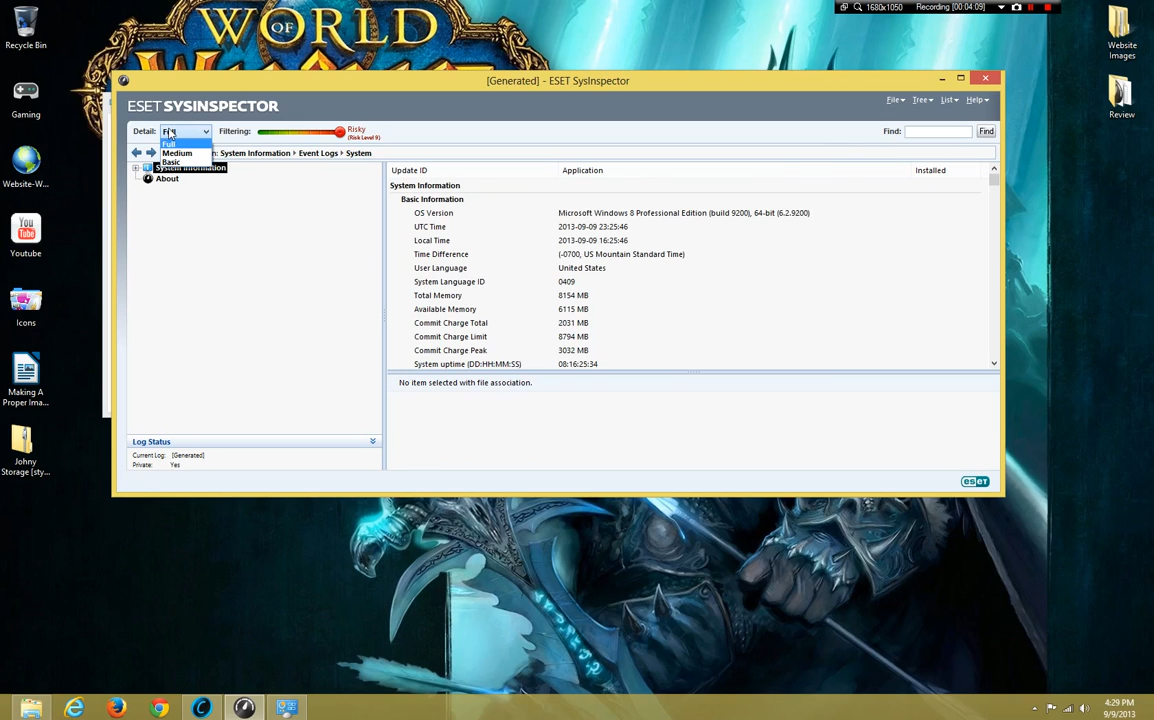 1680x1050
Recording [00:04:09]
WORLD
OF
Recycle Bin
Gaming
Website-W...
Youtube
You
Tube
Icons
Making A
Proper Ima...
Johny
Storage [sty...
Website
Images
Review
[Generated] - ESET SysInspector
ESET SYSINSPECTOR
File
Tree
List
Help
Detail:
Full
Medium
Basic
Filtering:
Risky
(Risk Level 9)
Find:
Find
System Information
Event Logs
System
System Information
About
Update ID
Application
Installed
System Information
Basic Information
OS Version Microsoft Windows 8 Professional Edition (build 9200), 64-bit (6.2.9200)
UTC Time 2013-09-09 23:25:46
Local Time 2013-09-09 16:25:46
Time Difference (-0700, US Mountain Standard Time)
User Language United States
System Language ID 0409
Total Memory 8154 MB
Available Memory 6115 MB
Commit Charge Total 2031 MB
Commit Charge Limit 8794 MB
Commit Charge Peak 3032 MB
System uptime (DD:HH:MM:SS) 08:16:25:34
No item selected with file association.
Log Status
Current Log: [Generated]
Private: Yes
eset
4:29 PM
9/9/2013